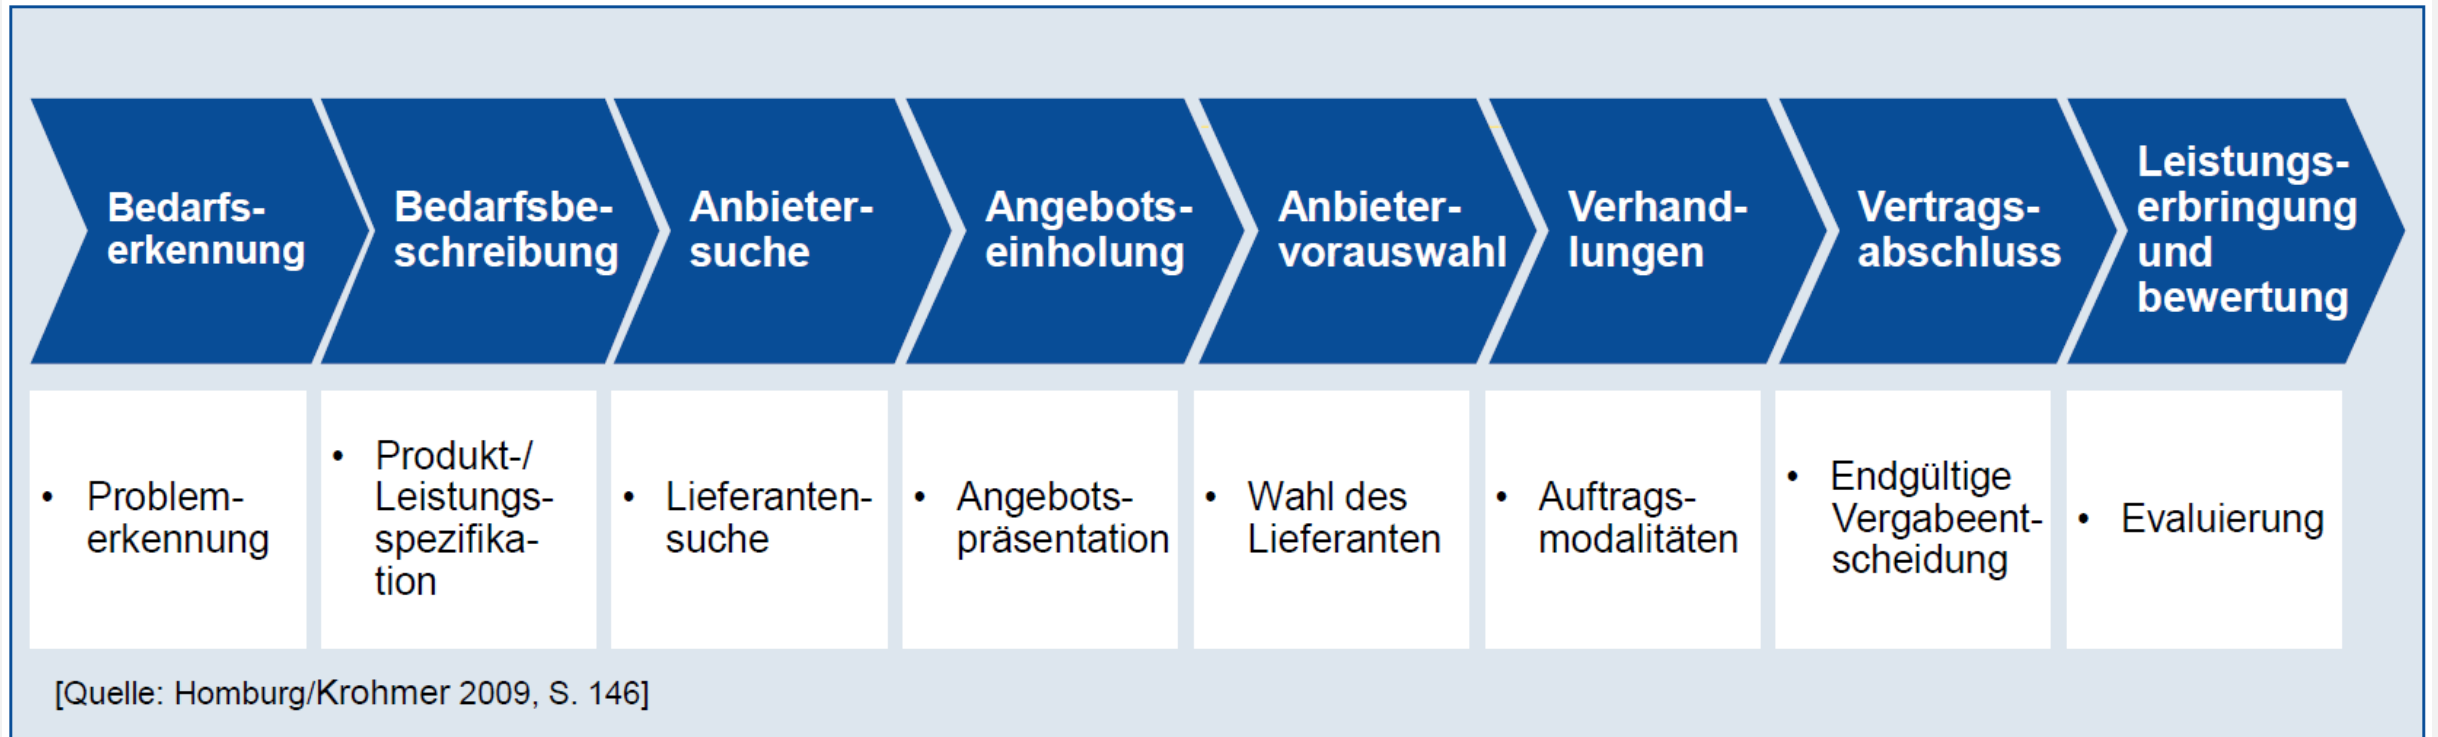 Bedarfs-
erkennung
Bedarfsbe-
schreibung
Anbieter-
suche
Angebots-
einholung
Anbieter-
vorauswahl
Verhand-
lungen
Vertrags-
abschluss
Leistungs-
erbringung
und
bewertung
• Problem-
erkennung
• Produkt-/
Leistungs-
spezifika-
tion
• Lieferanten-
suche
• Angebots-
präsentation
• Wahl des
Lieferanten
• Auftrags-
modalitäten
• Endgültige
Vergabeent-
scheidung
• Evaluierung
[Quelle: Homburg/Krohmer 2009, S. 146]